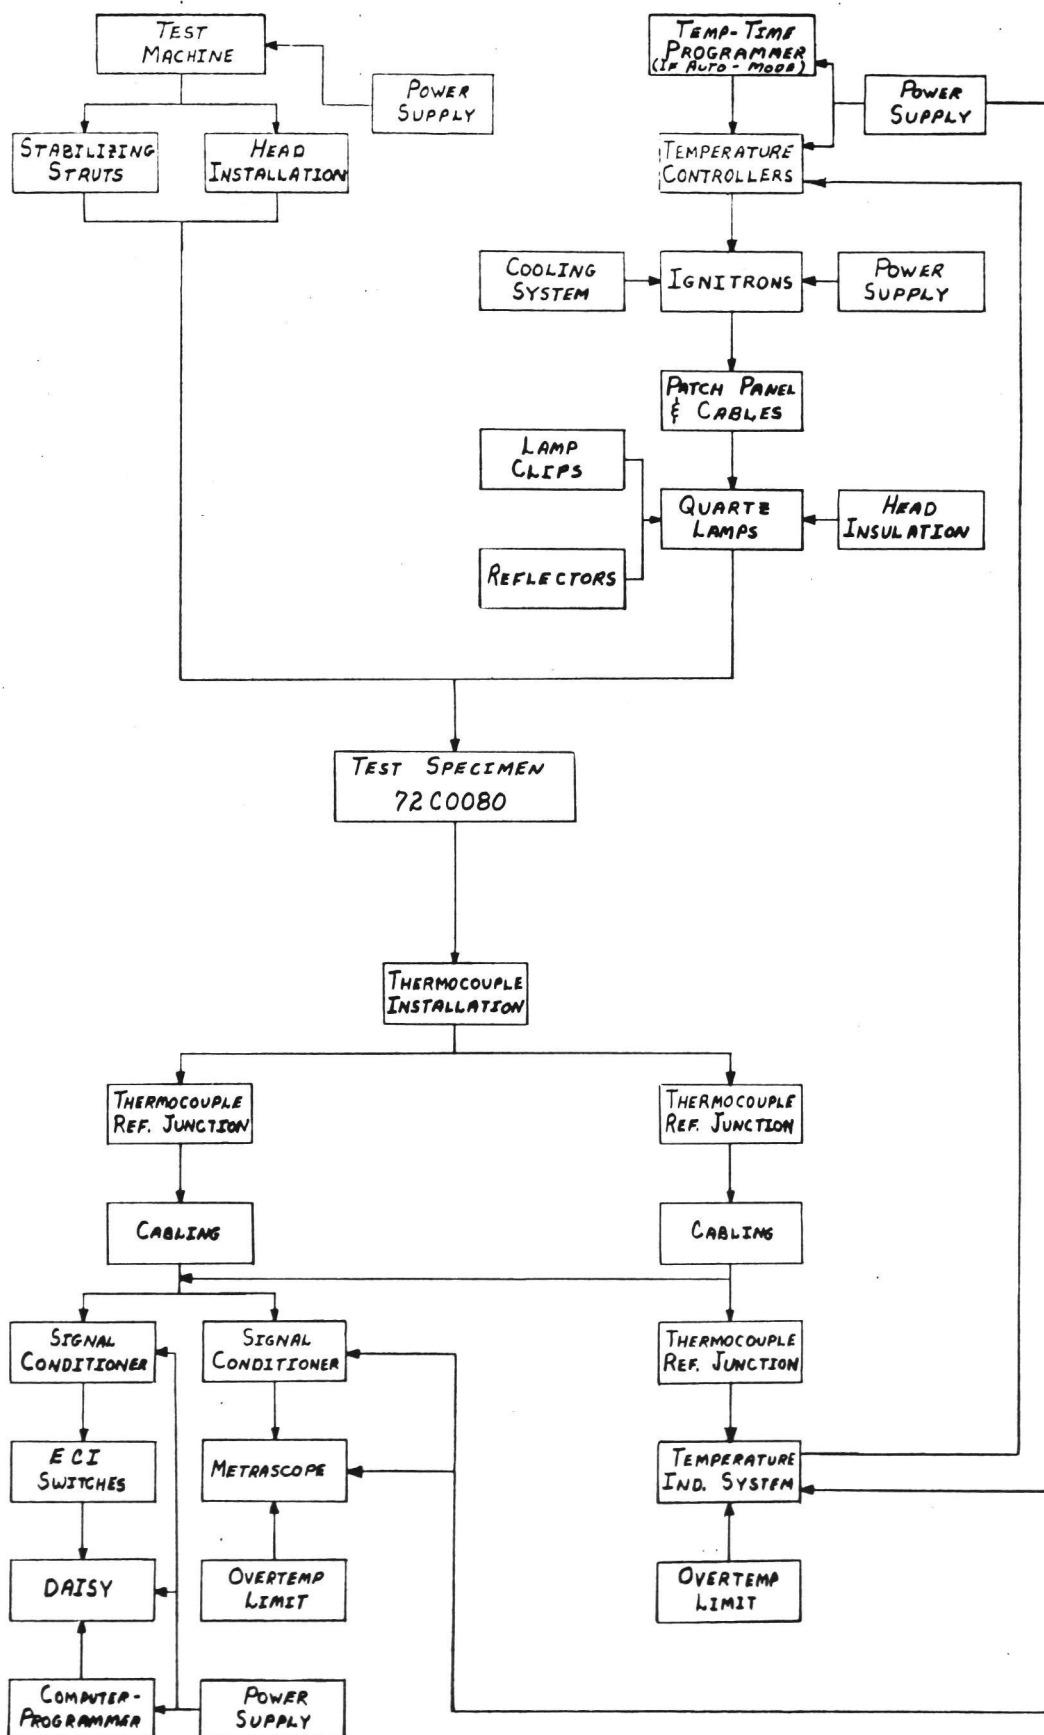 TEST
MACHINE
POWER
SUPPLY
STABILIZING
STRUTS
HEAD
INSTALLATION
TEMP-TIME
PROGRAMMER
(IF AUTO-MODE)
POWER
SUPPLY
TEMPERATURE
CONTROLLERS
COOLING
SYSTEM
IGNITRONS
POWER
SUPPLY
PATCH PANEL
& CABLES
LAMP
CLIPS
QUARTZ
LAMPS
HEAD
INSULATION
REFLECTORS
TEST SPECIMEN
72C0080
THERMOCOUPLE
INSTALLATION
THERMOCOUPLE
REF. JUNCTION
THERMOCOUPLE
REF. JUNCTION
CABLING
CABLING
SIGNAL
CONDITIONER
SIGNAL
CONDITIONER
THERMOCOUPLE
REF. JUNCTION
ECI
SWITCHES
METRASCOPE
TEMPERATURE
IND. SYSTEM
DAISY
OVERTEMP
LIMIT
OVERTEMP
LIMIT
COMPUTER-
PROGRAMMER
POWER
SUPPLY